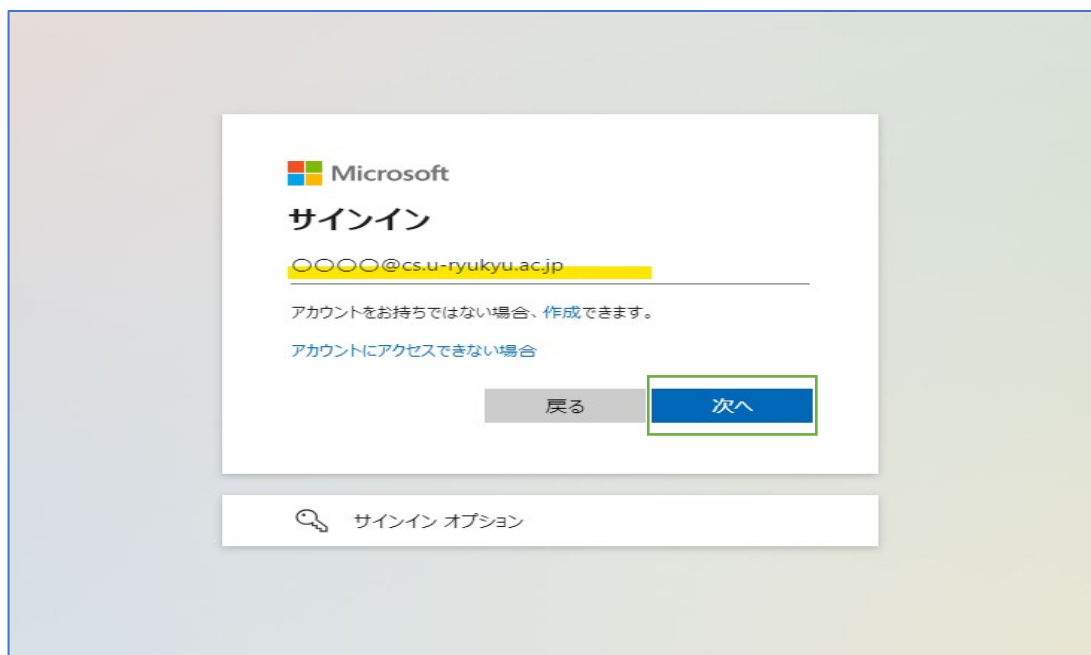 Microsoft
サインイン
〇〇〇〇@cs.u-ryukyu.ac.jp
アカウントをお持ちではない場合、作成できます。
アカウントにアクセスできない場合
戻る
次へ
サインイン オプション